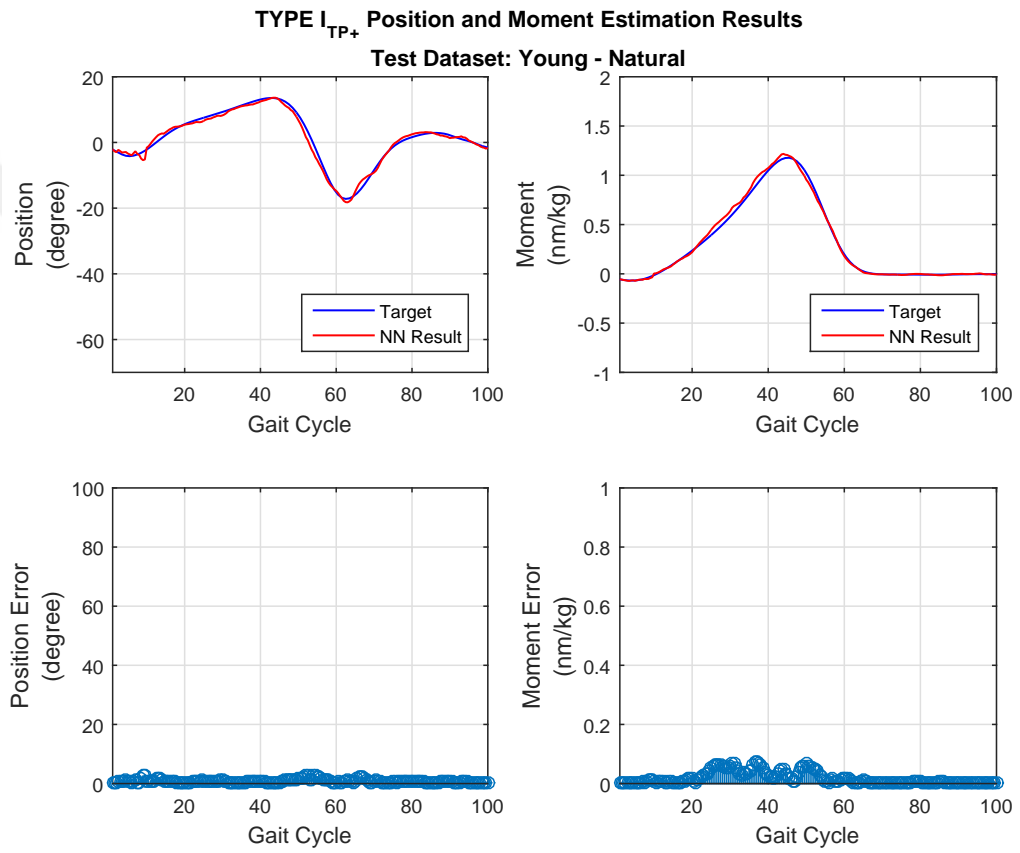 TYPE I_TP+ Position and Moment Estimation Results
Test Dataset: Young - Natural
Position
(degree)
20
0
-20
-40
-60
Target
NN Result
20 40 60 80 100
Gait Cycle
Moment
(nm/kg)
2
1.5
1
0.5
0
-0.5
-1
Target
NN Result
20 40 60 80 100
Gait Cycle
Position Error
(degree)
100
80
60
40
20
0
20 40 60 80 100
Gait Cycle
Moment Error
(nm/kg)
1
0.8
0.6
0.4
0.2
0
20 40 60 80 100
Gait Cycle